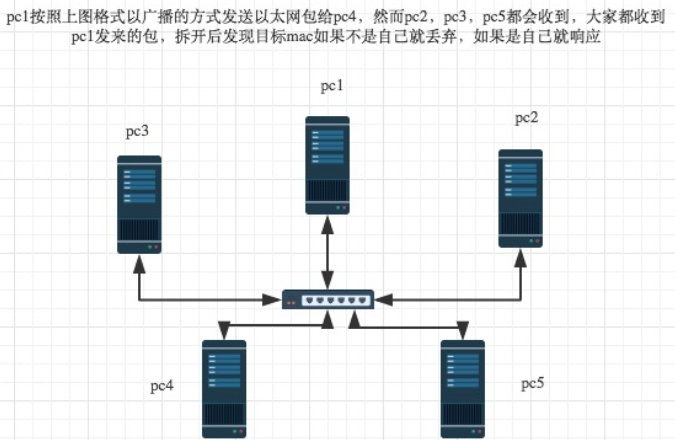 pc1按照上图格式以广播的方式发送以太网包给pc4，然而pc2，pc3，pc5都会收到，大家都收到
pc1发来的包，拆开后发现目标mac如果不是自己就丢弃，如果是自己就响应
pc1
pc2
pc3
pc4
pc5